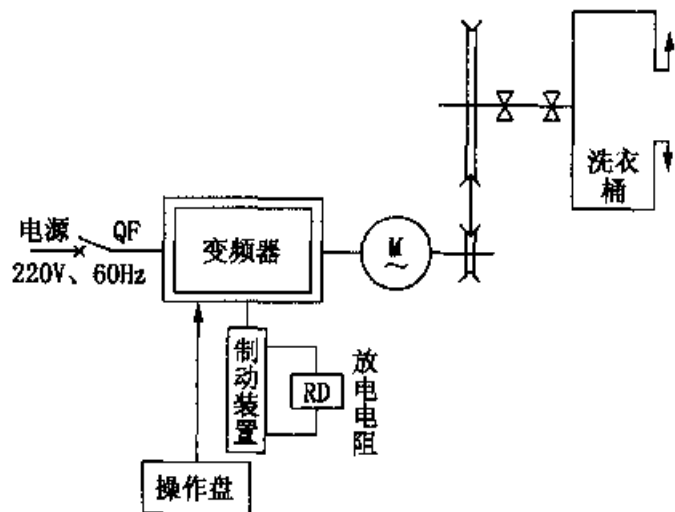 洗衣
桶
电源
QF
220V、60Hz
变频器
M
~
制动装置
RD
放电电阻
操作盘